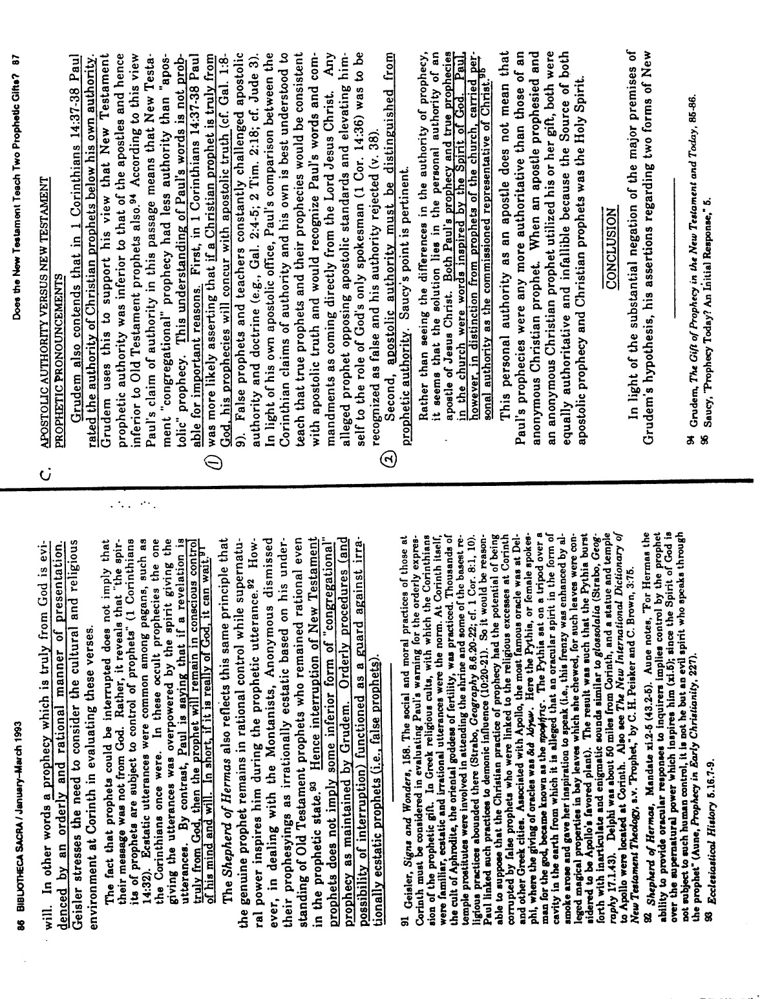 86 BIBLIOTHECA SACRA / January–March 1993
will. In other words a prophecy which is truly from God is evi-
denced by an orderly and rational manner of presentation.
Geisler stresses the need to consider the cultural and religious
environment at Corinth in evaluating these verses.
The fact that prophets could be interrupted does not imply that
their message was not from God. Rather, it reveals that "the spir-
its of prophets are subject to control of prophets" (1 Corinthians
14:32). Ecstatic utterances were common among pagans, such as
the Corinthians once were. In these occult prophecies the one
giving the utterances was overpowered by the spirit giving the
utterances. By contrast, Paul is saying that if a revelation is
truly from God, then the prophet will remain in conscious control
of his mind and will. In short, if it is really of God, it can wait.91
The Shepherd of Hermas also reflects this same principle that
the genuine prophet remains in rational control while supernatu-
ral power inspires him during the prophetic utterance.92 How-
ever, in dealing with the Montanists, Anonymous dismissed
their prophesyings as irrationally ecstatic based on his under-
standing of Old Testament prophets who remained rational even
in the prophetic state.93 Hence interruption of New Testament
prophets does not imply some inferior form of "congregational"
prophecy as maintained by Grudem. Orderly procedures (and
possibility of interruption) functioned as a guard against irra-
tionally ecstatic prophets (i.e., false prophets).
91 Geisler, Signs and Wonders, 158. The social and moral practices of those at
Corinth must be considered in evaluating Paul's warning for the orderly expres-
sion of the prophetic gift. In Greek religious cults, with which the Corinthians
were familiar, ecstatic and irrational utterances were the norm. At Corinth itself,
the cult of Aphrodite, the oriental goddess of fertility, was practiced. Thousands of
temple prostitutes were involved in attending the shrine and some of the basest re-
ligious practices abounded there (Strabo, Geography 8.6.20-22; cf. 1 Cor. 8:1, 10).
Paul linked such practices to demonic influence (10:20-21). So it would be reason-
able to suppose that the Christian practice of prophecy had the potential of being
corrupted by false prophets who were linked to the religious excesses at Corinth
and other Greek cities. Associated with Apollo, the most famous oracle was at Del-
phi, where the giving of oracles was διὰ λόγων. Here the Pythia, or female spokes-
man for the god, became known as the προφῆτις. The Pythia sat on a tripod over a
cavity in the earth from which it is alleged that an oracular spirit in the form of
smoke arose and gave her inspiration to speak (i.e., this frenzy was enhanced by al-
leged magical properties in bay leaves which she chewed, for such leaves were con-
sidered to be Apollo's favored plant). The result was such that the Pythia burst
forth with inarticulate and enigmatic sounds similar to glossolalia (Strabo, Geog-
raphy 17.1.43). Delphi was about 50 miles from Corinth, and a statue and temple
to Apollo were located at Corinth. Also see The New International Dictionary of
New Testament Theology, s.v. "Prophet," by C. H. Peisker and C. Brown, 3:75.
92 Shepherd of Hermas, Mandate xi.2-5 (43.2-5). Aune notes, "For Hermas the
ability to provide oracular responses to inquirers implies control by the prophet
over the supernatural power which inspires him (xi.5); since the Spirit of God is
not subject to such human control, it is not he but an evil spirit who speaks through
the prophet" (Aune, Prophecy in Early Christianity, 227).
93 Ecclesiastical History 5.16.7-9.
Does the New Testament Teach Two Prophetic Gifts? 87
C. APOSTOLIC AUTHORITY VERSUS NEW TESTAMENT
PROPHETIC PRONOUNCEMENTS
Grudem also contends that in 1 Corinthians 14:37-38 Paul
rated the authority of Christian prophets below his own authority.
Grudem uses this to support his view that New Testament
prophetic authority was inferior to that of the apostles and hence
inferior to Old Testament prophets also.94 According to this view
Paul's claim of authority in this passage means that New Testa-
ment "congregational" prophecy had less authority than "apos-
tolic" prophecy. This understanding of Paul's words is not prob-
able for important reasons. First, in 1 Corinthians 14:37-38 Paul
1 was more likely asserting that if a Christian prophet is truly from
God, his prophecies will concur with apostolic truth (cf. Gal. 1:8-
9). False prophets and teachers constantly challenged apostolic
authority and doctrine (e.g., Gal. 2:4-5; 2 Tim. 2:18; cf. Jude 3).
In light of his own apostolic office, Paul's comparison between the
Corinthian claims of authority and his own is best understood to
teach that true prophets and their prophecies would be consistent
with apostolic truth and would recognize Paul's words and com-
mandments as coming directly from the Lord Jesus Christ. Any
alleged prophet opposing apostolic standards and elevating him-
self to the role of God's only spokesman (1 Cor. 14:36) was to be
recognized as false and his authority rejected (v. 38).
2 Second, apostolic authority must be distinguished from
prophetic authority. Saucy's point is pertinent.
Rather than seeing the differences in the authority of prophecy,
it seems that the solution lies in the personal authority of an
apostle of Jesus Christ. Both Paul's prophecy and true prophecies
in the church were words inspired by the Spirit of God. Paul,
however, in distinction from prophets of the church, carried per-
sonal authority as the commissioned representative of Christ.95
This personal authority as an apostle does not mean that
Paul's prophecies were any more authoritative than those of an
anonymous Christian prophet. When an apostle prophesied and
an anonymous Christian prophet utilized his or her gift, both were
equally authoritative and infallible because the Source of both
apostolic prophecy and Christian prophets was the Holy Spirit.
CONCLUSION
In light of the substantial negation of the major premises of
Grudem's hypothesis, his assertions regarding two forms of New
94 Grudem, The Gift of Prophecy in the New Testament and Today, 85-86.
95 Saucy, "Prophecy Today? An Initial Response," 5.